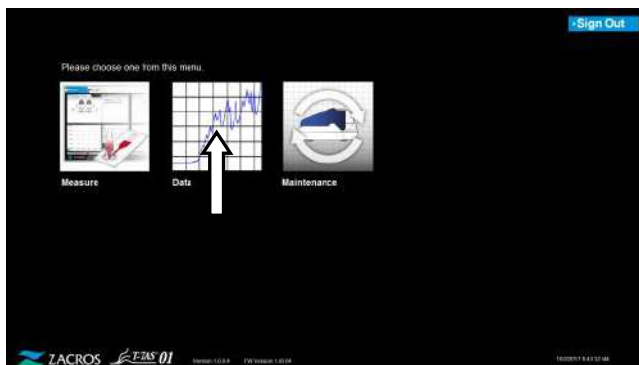 Sign Out
Please choose one from this menu.
Measure
Data
Maintenance
ZACROS T-TAS 01